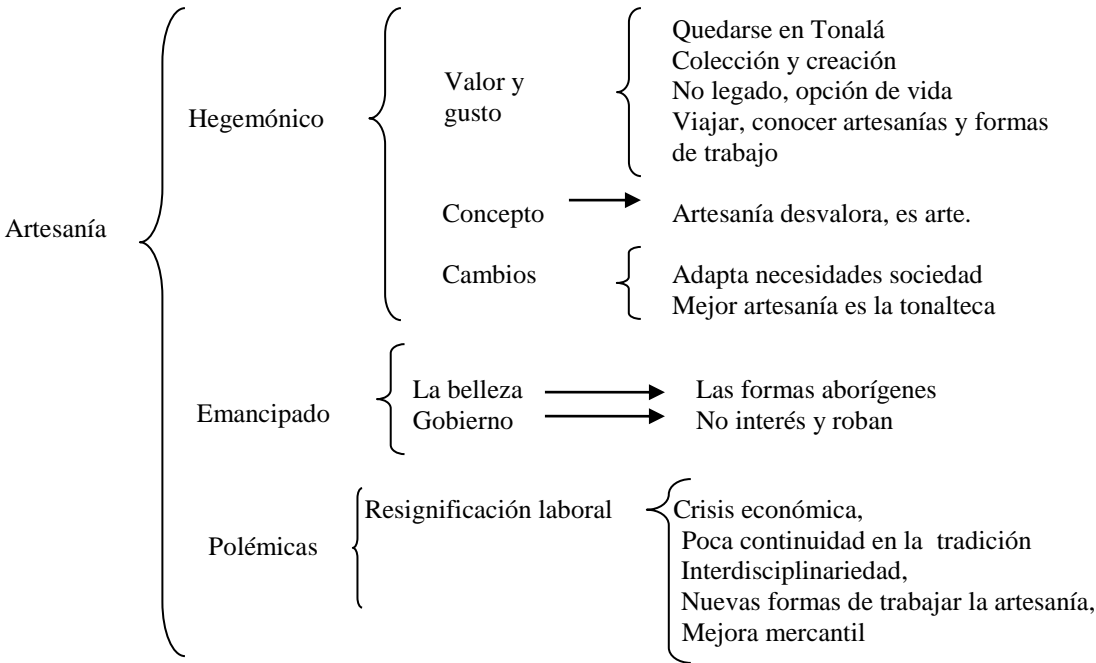 Artesanía
Hegemónico
Valor y
gusto
Quedarse en Tonalá
Colección y creación
No legado, opción de vida
Viajar, conocer artesanías y formas
de trabajo
Concepto
Artesanía desvalora, es arte.
Cambios
Adapta necesidades sociedad
Mejor artesanía es la tonalteca
Emancipado
La belleza
Las formas aborígenes
Gobierno
No interés y roban
Polémicas
Resignificación laboral
Crisis económica,
Poca continuidad en la tradición
Interdisciplinariedad,
Nuevas formas de trabajar la artesanía,
Mejora mercantil